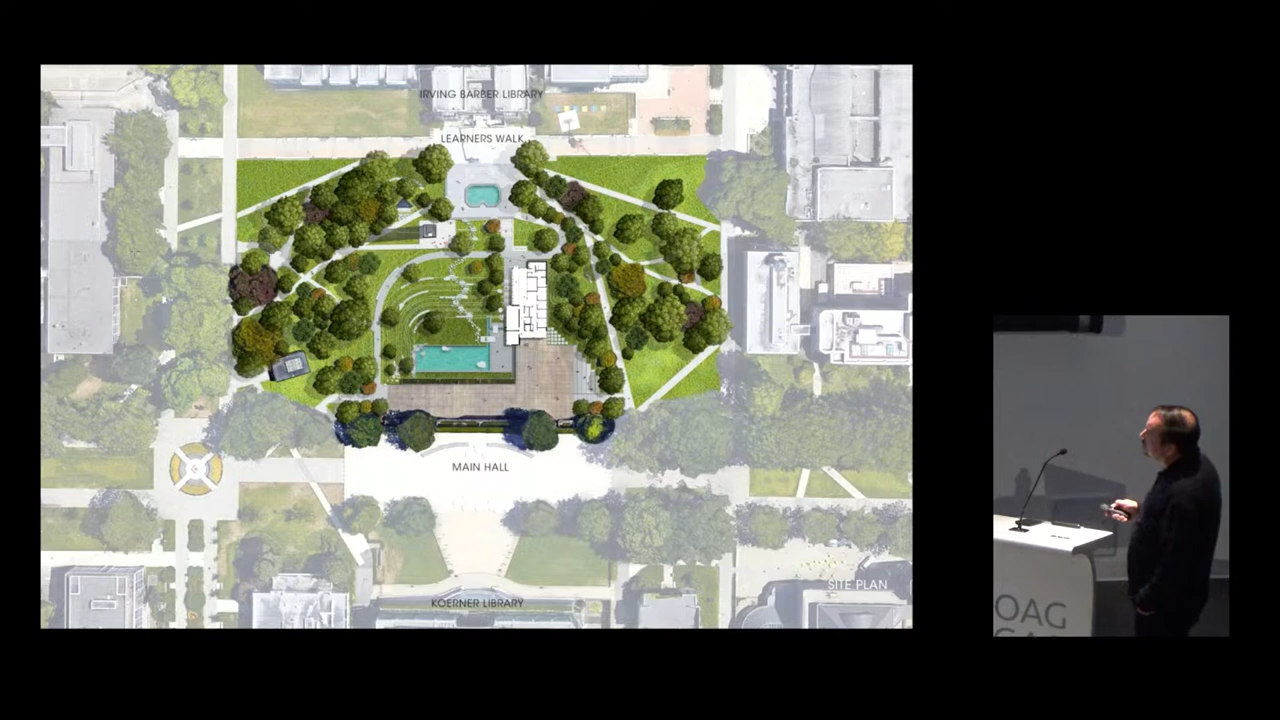 IRVING BARBER LIBRARY
LEARNERS WALK
MAIN HALL
SITE PLAN
KOERNER LIBRARY
OAG